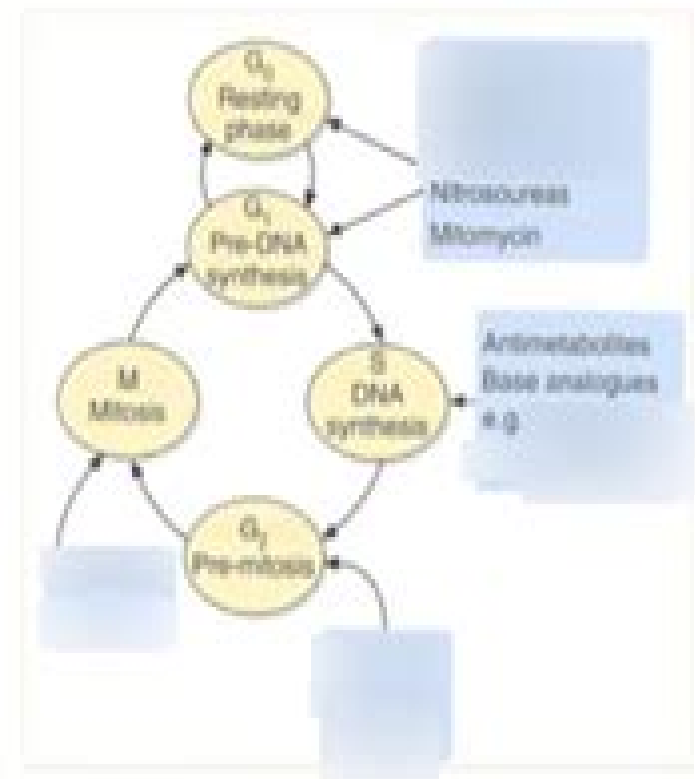 G0
Resting
phase
Nitrosoureas
Mitomycin
G1
Pre-DNA
synthesis
Antimetabolites
Base analogues
e.g.
S
DNA
synthesis
M
Mitosis
G2
Pre-mitosis